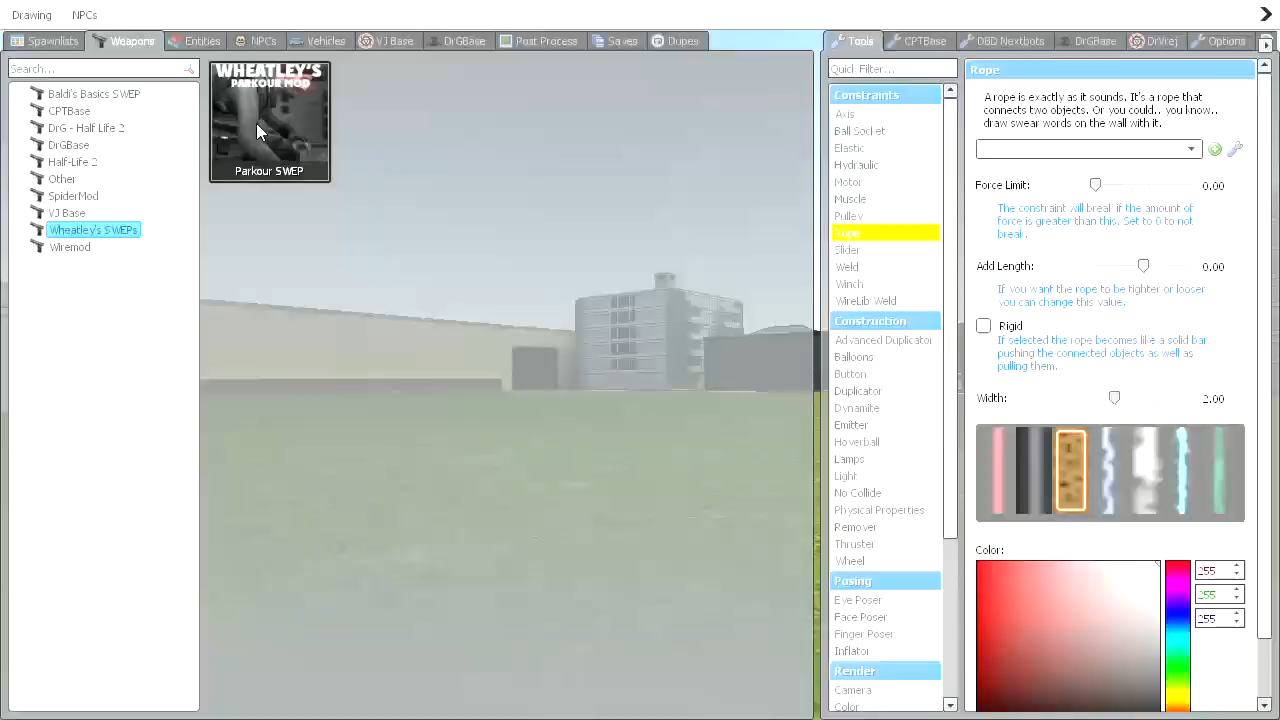 Drawing NPCs
Spawnlists Weapons Entities NPCs Vehicles VJ Base DrGBase Post Process Saves Dupes
Search...
Baldi's Basics SWEP
CPTBase
DrG - Half Life 2
DrGBase
Half-Life 2
Other
SpiderMod
VJ Base
Wheatley's SWEPs
Wiremod
WHEATLEY'S
PARKOUR MOD
Parkour SWEP
Tools CPTBase DBD Nextbots DrGBase DrVrej Options
Quick Filter...
Constraints
Axis
Ball Socket
Elastic
Hydraulic
Motor
Muscle
Pulley
Rope
Slider
Weld
Winch
WireLib Weld
Construction
Advanced Duplicator
Balloons
Button
Duplicator
Dynamite
Emitter
Hoverball
Lamps
Light
No Collide
Physical Properties
Remover
Thruster
Wheel
Posing
Eye Poser
Face Poser
Finger Poser
Inflator
Render
Camera
Color
Rope
A rope is exactly as it sounds. It's a rope that
connects two objects. Or you could.. you know..
draw swear words on the wall with it.
Force Limit: 0.00
The constraint will break if the amount of
force is greater than this. Set to 0 to not
break.
Add Length: 0.00
If you want the rope to be tighter or looser
you can change this value.
Rigid
If selected the rope becomes like a solid bar
pushing the connected objects as well as
pulling them.
Width: 2.00
Color:
255
255
255